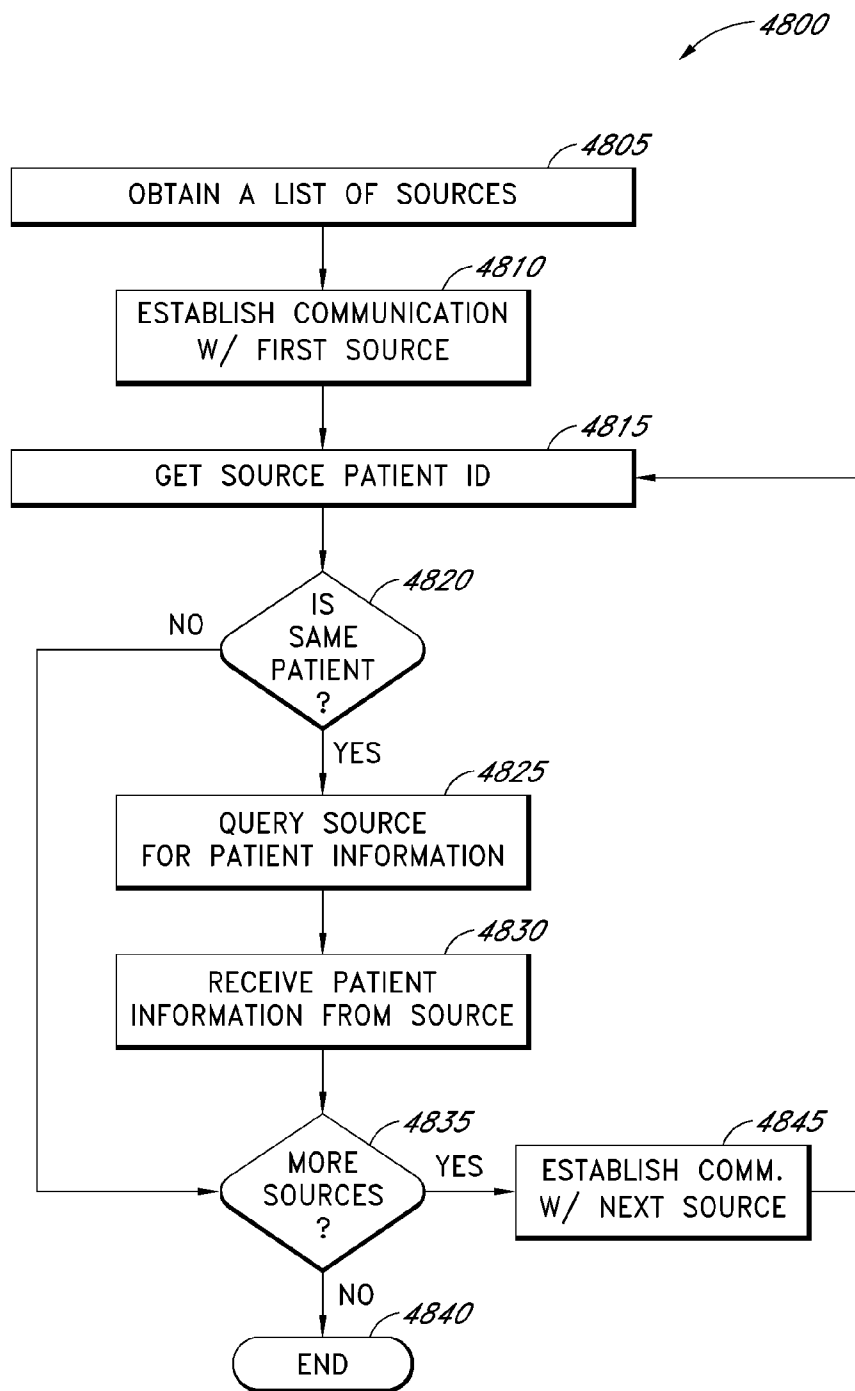 4800
4805
OBTAIN A LIST OF SOURCES
4810
ESTABLISH COMMUNICATION
W/ FIRST SOURCE
4815
GET SOURCE PATIENT ID
4820
IS
SAME
PATIENT
?
NO
YES
4825
QUERY SOURCE
FOR PATIENT INFORMATION
4830
RECEIVE PATIENT
INFORMATION FROM SOURCE
4835
MORE
SOURCES
?
YES
4845
ESTABLISH COMM.
W/ NEXT SOURCE
NO
4840
END